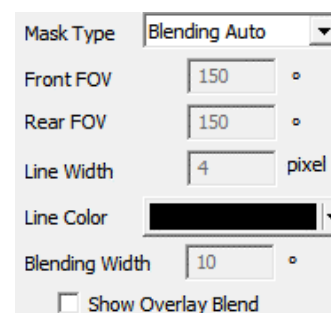 Mask Type Blending Auto
Front FOV 150 °
Rear FOV 150 °
Line Width 4 pixel
Line Color
Blending Width 10 °
Show Overlay Blend